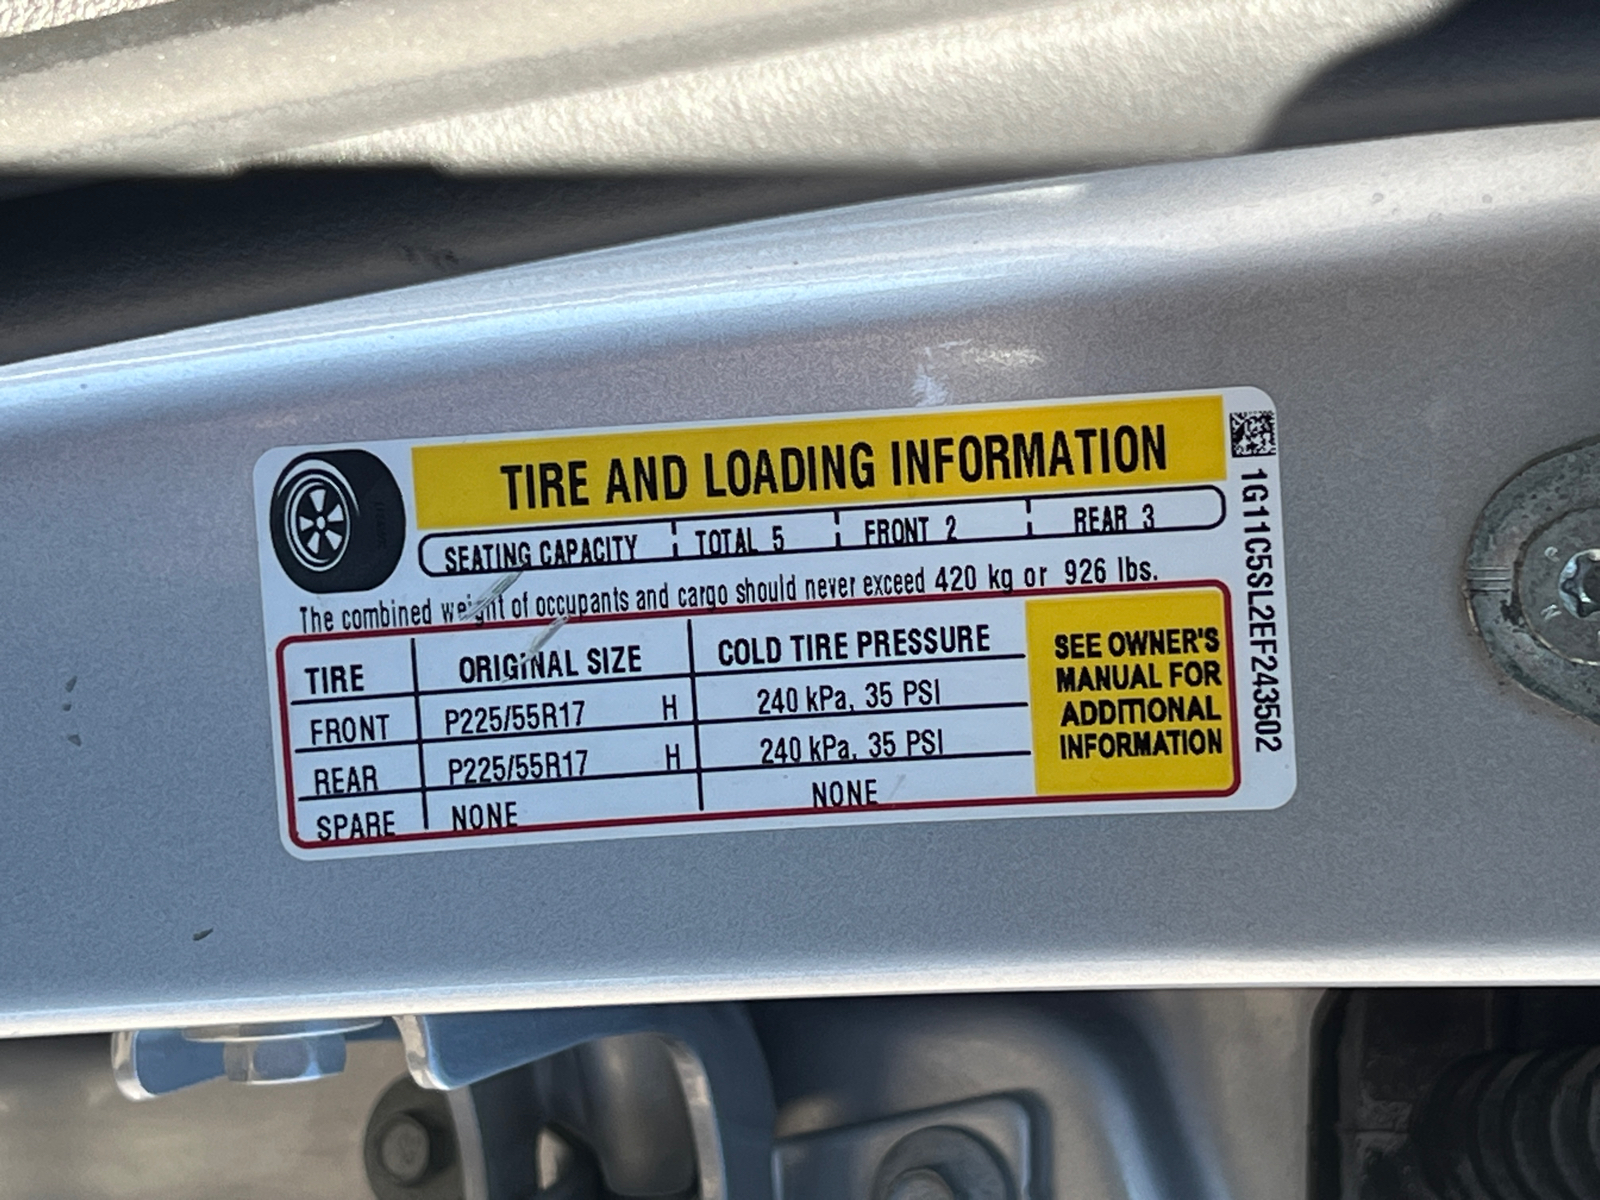 TIRE AND LOADING INFORMATION
SEATING CAPACITY TOTAL 5 FRONT 2 REAR 3
The combined weight of occupants and cargo should never exceed 420 kg or 926 lbs.
TIRE ORIGINAL SIZE COLD TIRE PRESSURE
FRONT P225/55R17 H 240 kPa, 35 PSI
REAR P225/55R17 H 240 kPa, 35 PSI
SPARE NONE NONE
SEE OWNER'S
MANUAL FOR
ADDITIONAL
INFORMATION
1G11C5SL2EF243502